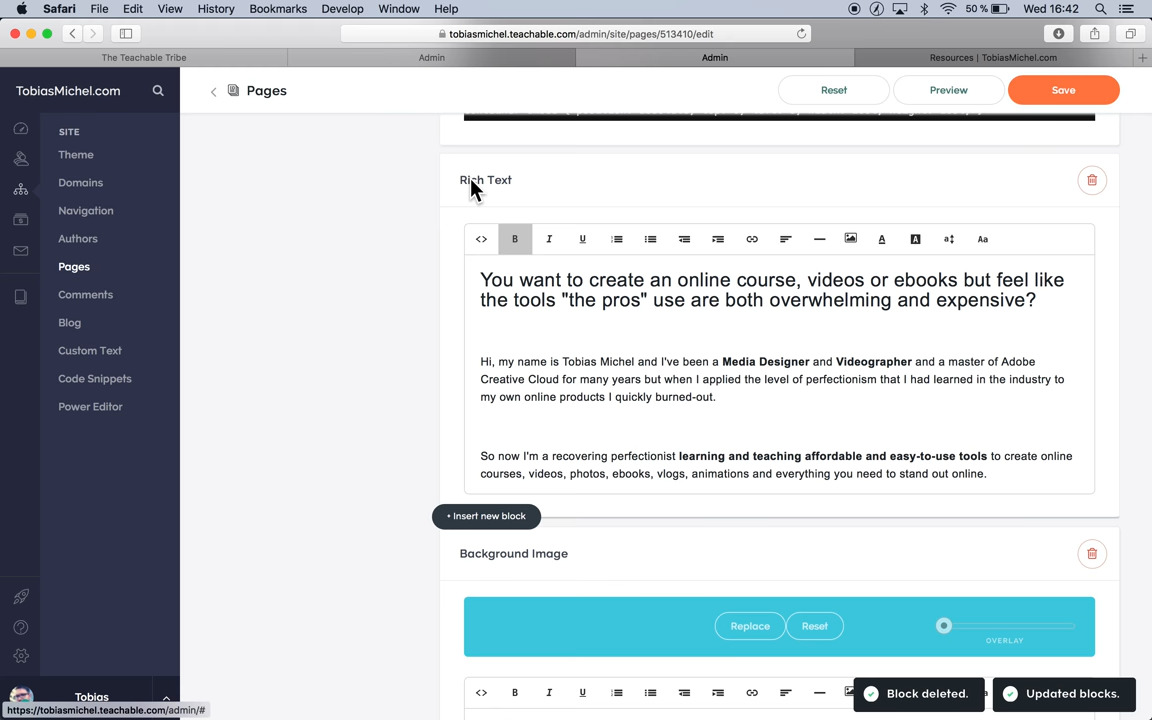 Safari File Edit View History Bookmarks Develop Window Help 50 % Wed 16:42
tobiasmichel.teachable.com/admin/site/pages/513410/edit
The Teachable Tribe Admin Admin Resources | TobiasMichel.com
TobiasMichel.com Pages Reset Preview Save
SITE
Theme
Domains
Navigation
Authors
Pages
Comments
Blog
Custom Text
Code Snippets
Power Editor
Tobias
https://tobiasmichel.teachable.com/admin/#
Rich Text
<> B I U A A Aa
You want to create an online course, videos or ebooks but feel like
the tools "the pros" use are both overwhelming and expensive?
Hi, my name is Tobias Michel and I've been a Media Designer and Videographer and a master of Adobe
Creative Cloud for many years but when I applied the level of perfectionism that I had learned in the industry to
my own online products I quickly burned-out.
So now I'm a recovering perfectionist learning and teaching affordable and easy-to-use tools to create online
courses, videos, photos, ebooks, vlogs, animations and everything you need to stand out online.
+ Insert new block
Background Image
Replace Reset
OVERLAY
<> B I U
Block deleted. Updated blocks.